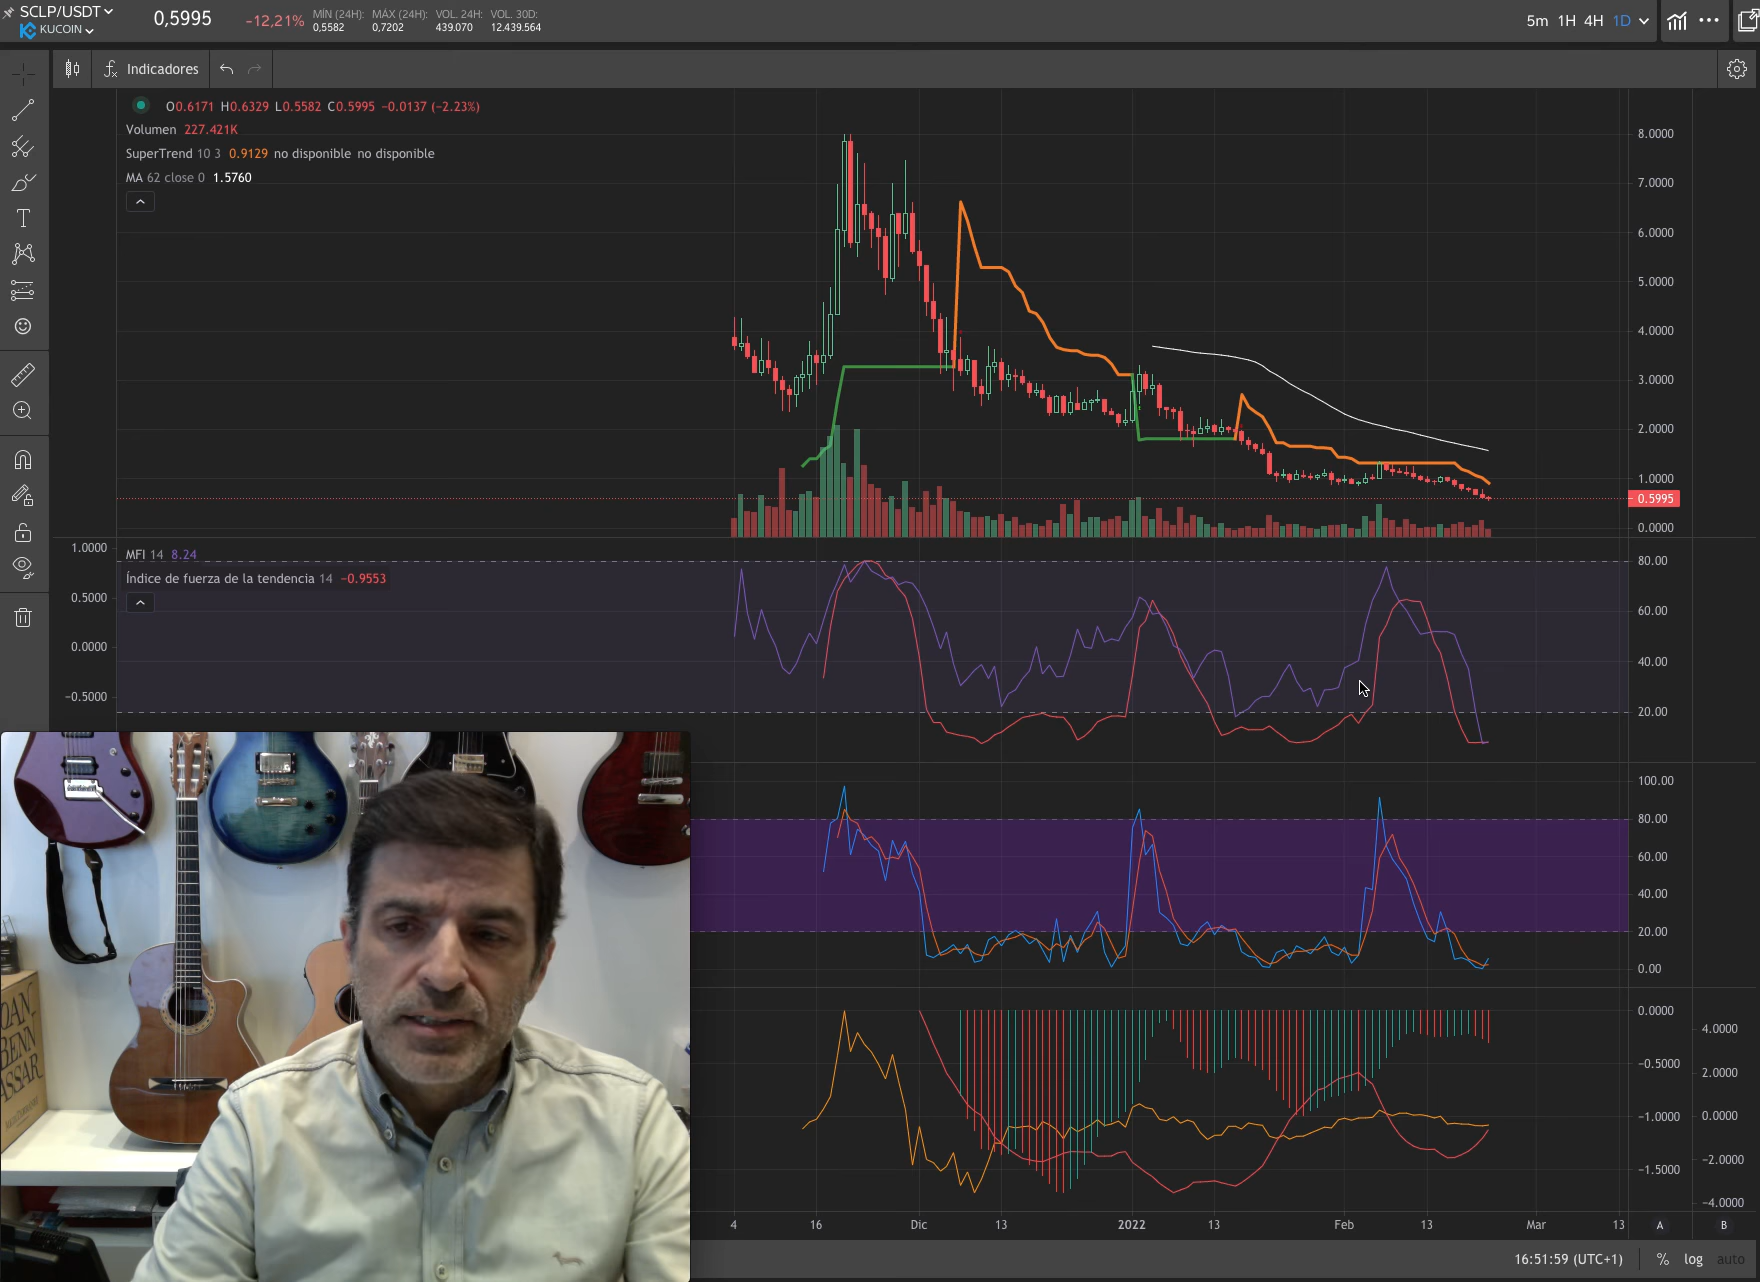 SCLP/USDT
KUCOIN
0,5995
-12,21%
MÍN (24H): MÁX (24H): VOL. 24H: VOL. 30D:
0,5582 0,7202 439.070 12.439.564
5m 1H 4H 1D
Indicadores
O0.6171 H0.6329 L0.5582 C0.5995 −0.0137 (−2.23%)
Volumen 227.421K
SuperTrend 10 3 0.9129 no disponible no disponible
MA 62 close 0 1.5760
8.0000
7.0000
6.0000
5.0000
4.0000
3.0000
2.0000
1.0000
0.5995
0.0000
MFI 14 8.24
Índice de fuerza de la tendencia 14 −0.9553
1.0000
0.5000
0.0000
−0.5000
80.00
60.00
40.00
20.00
100.00
80.00
60.00
40.00
20.00
0.00
0.0000
−0.5000
−1.0000
−1.5000
4.0000
2.0000
0.0000
−2.0000
−4.0000
4 16 Dic 13 2022 13 Feb 13 Mar 13 A B
16:51:59 (UTC+1) % log auto